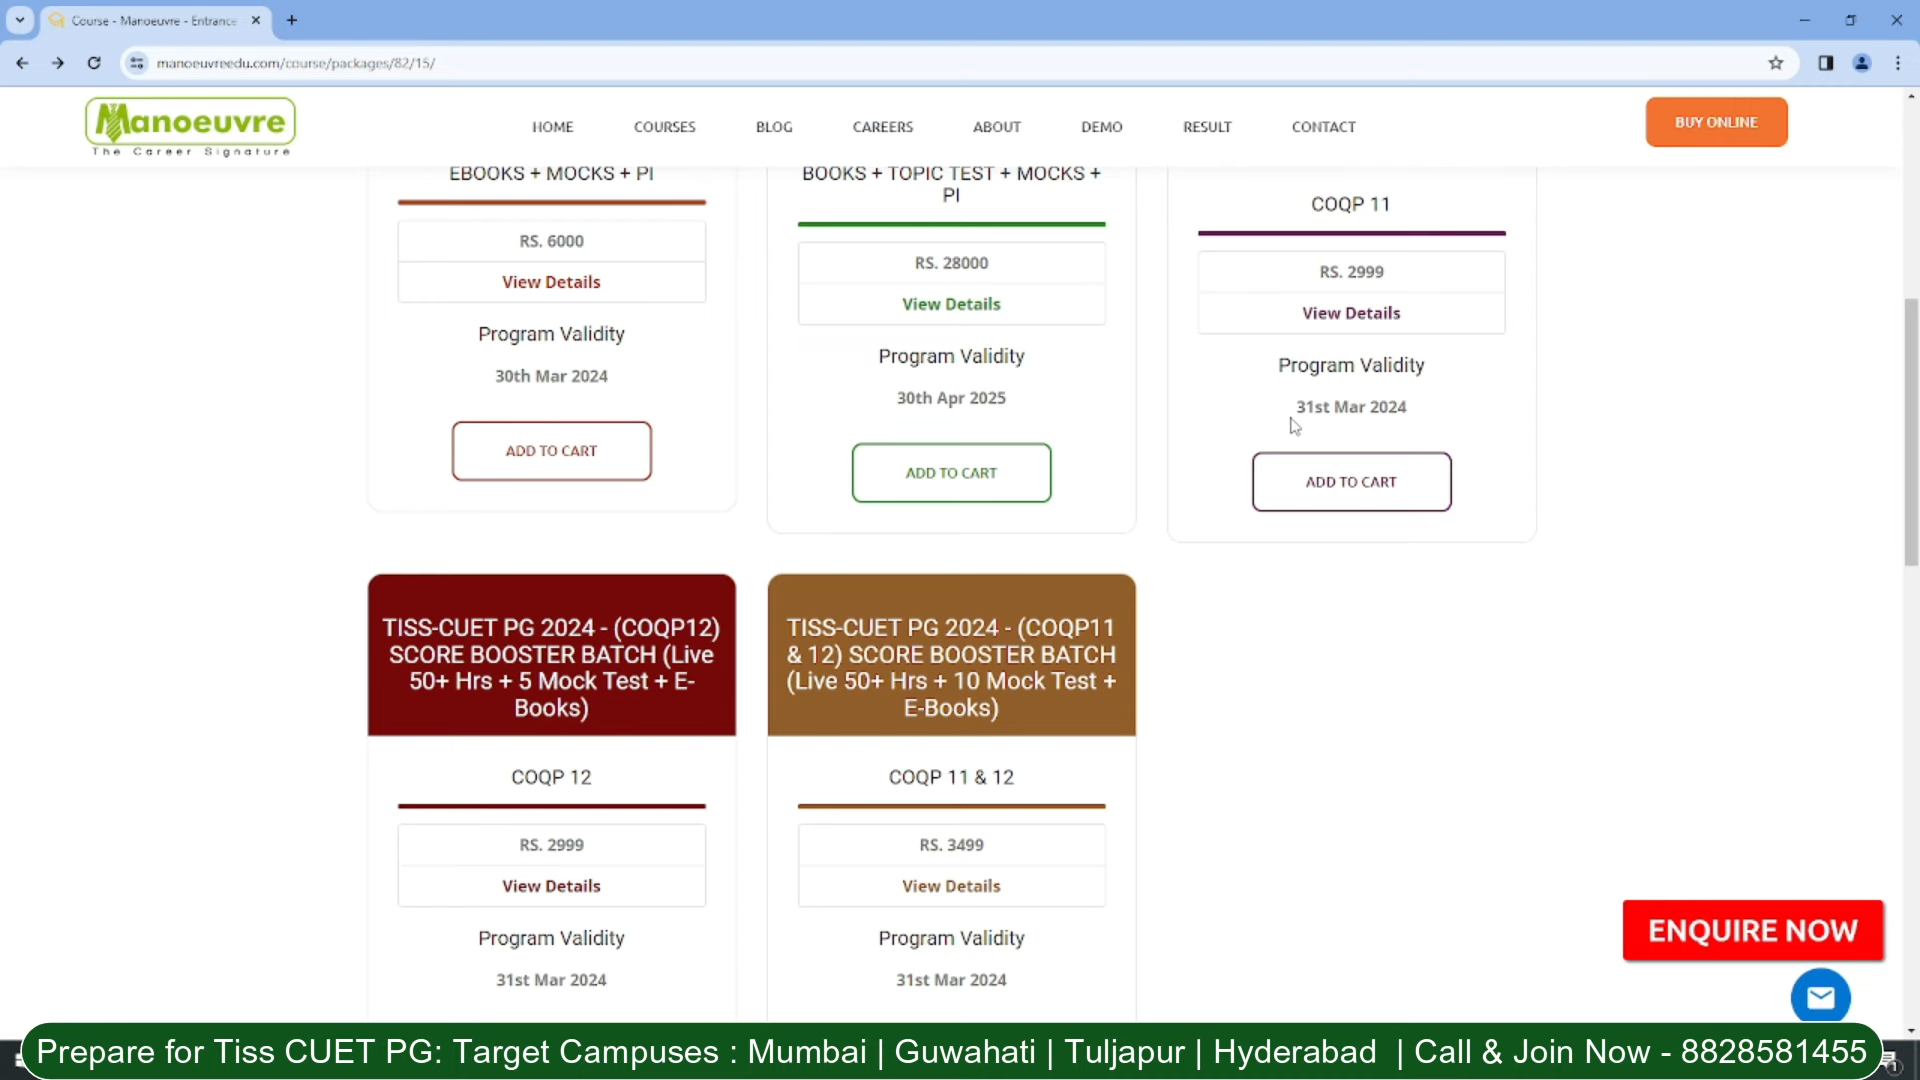 Course - Manoeuvre - Entrance
manoeuvreedu.com/course/packages/82/15/
Manoeuvre
The Career Signature
HOME
COURSES
BLOG
CAREERS
ABOUT
DEMO
RESULT
CONTACT
BUY ONLINE
EBOOKS + MOCKS + PI
RS. 6000
View Details
Program Validity
30th Mar 2024
ADD TO CART
BOOKS + TOPIC TEST + MOCKS +
PI
RS. 28000
View Details
Program Validity
30th Apr 2025
ADD TO CART
COQP 11
RS. 2999
View Details
Program Validity
31st Mar 2024
ADD TO CART
TISS-CUET PG 2024 - (COQP12)
SCORE BOOSTER BATCH (Live
50+ Hrs + 5 Mock Test + E-
Books)
COQP 12
RS. 2999
View Details
Program Validity
31st Mar 2024
TISS-CUET PG 2024 - (COQP11
& 12) SCORE BOOSTER BATCH
(Live 50+ Hrs + 10 Mock Test +
E-Books)
COQP 11 & 12
RS. 3499
View Details
Program Validity
31st Mar 2024
ENQUIRE NOW
Prepare for Tiss CUET PG: Target Campuses : Mumbai | Guwahati | Tuljapur | Hyderabad | Call & Join Now - 8828581455
1